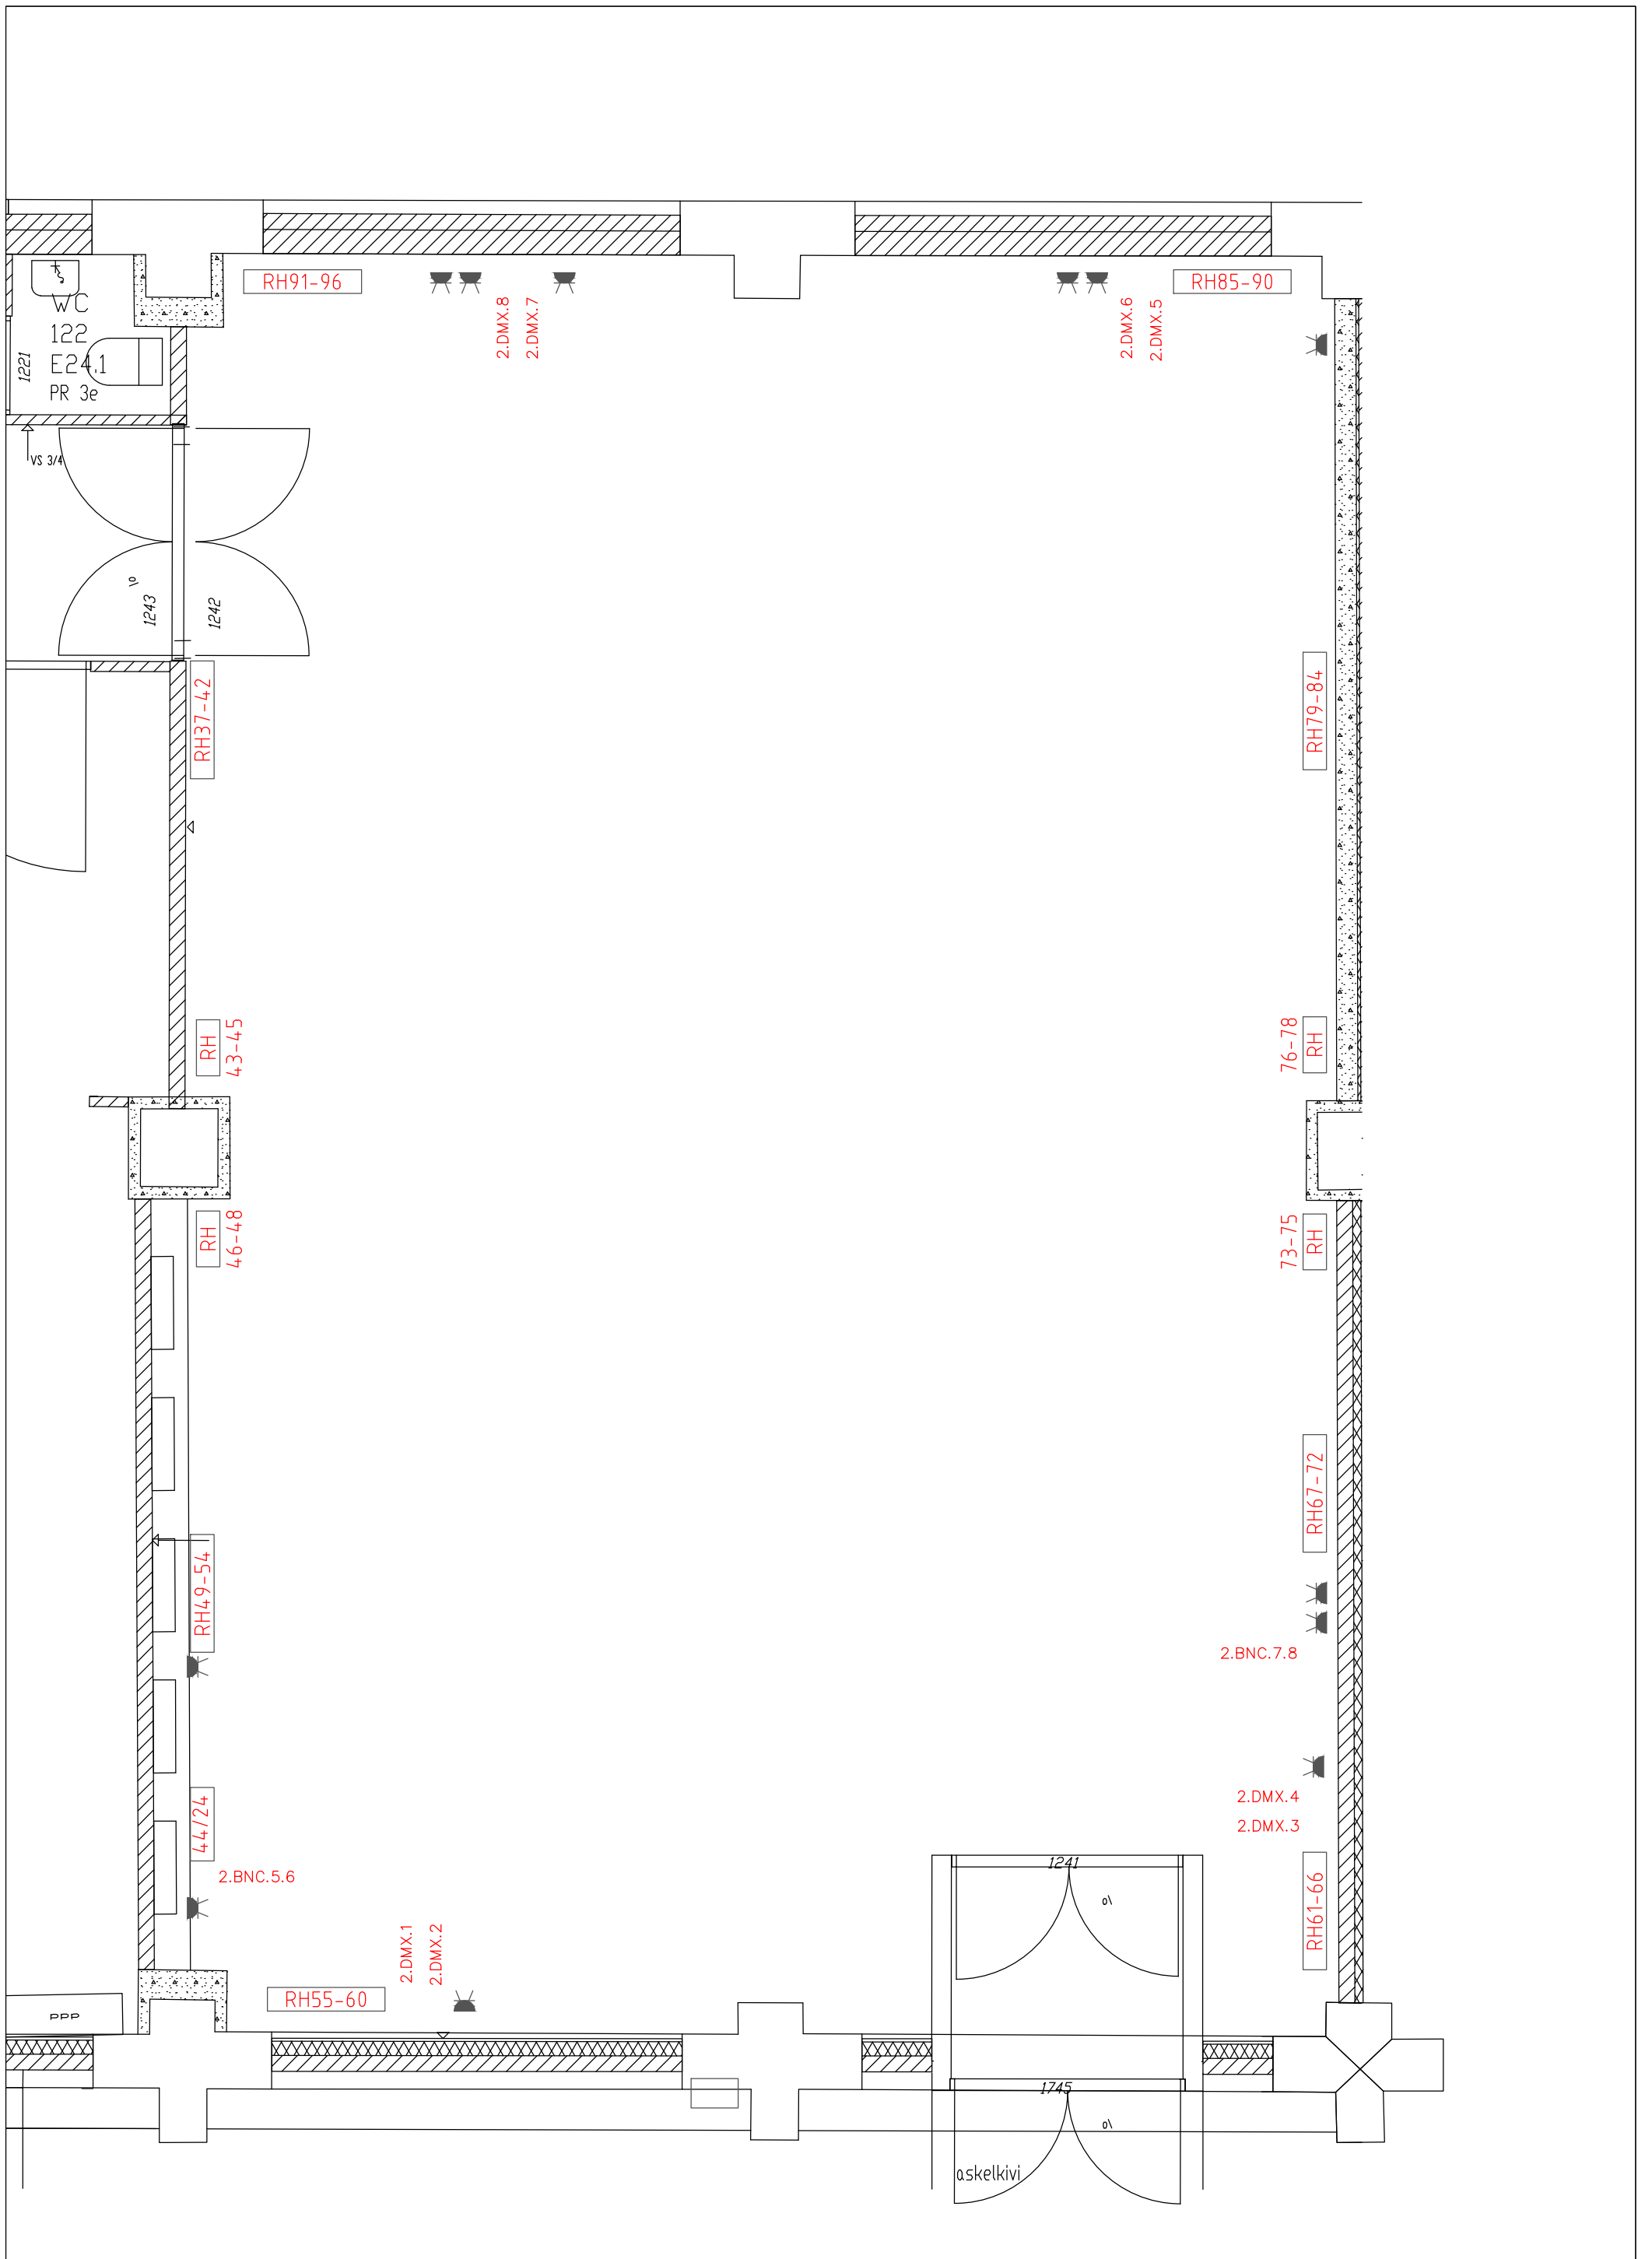 RH91-96
RH85-90
2.DMX.8
2.DMX.7
2.DMX.6
2.DMX.5
WC
122
E24.1
PR 3e
1221
VS 3/4
1243
1242
RH37-42
RH79-84
RH
43-45
76-78
RH
RH
46-48
73-75
RH
RH67-72
RH49-54
2.BNC.7.8
44/24
2.DMX.4
2.DMX.3
2.BNC.5.6
1241
RH61-66
2.DMX.1
2.DMX.2
RH55-60
PPP
1745
askelkivi